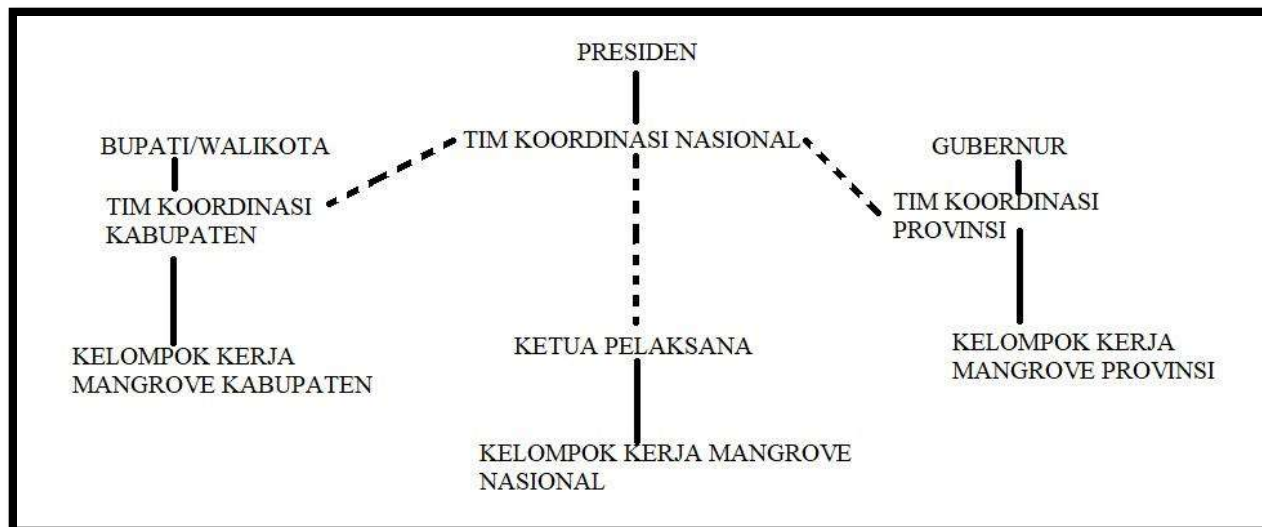 PRESIDEN
TIM KOORDINASI NASIONAL
BUPATI/WALIKOTA
TIM KOORDINASI
KABUPATEN
KELOMPOK KERJA
MANGROVE KABUPATEN
KETUA PELAKSANA
KELOMPOK KERJA MANGROVE
NASIONAL
GUBERNUR
TIM KOORDINASI
PROVINSI
KELOMPOK KERJA
MANGROVE PROVINSI